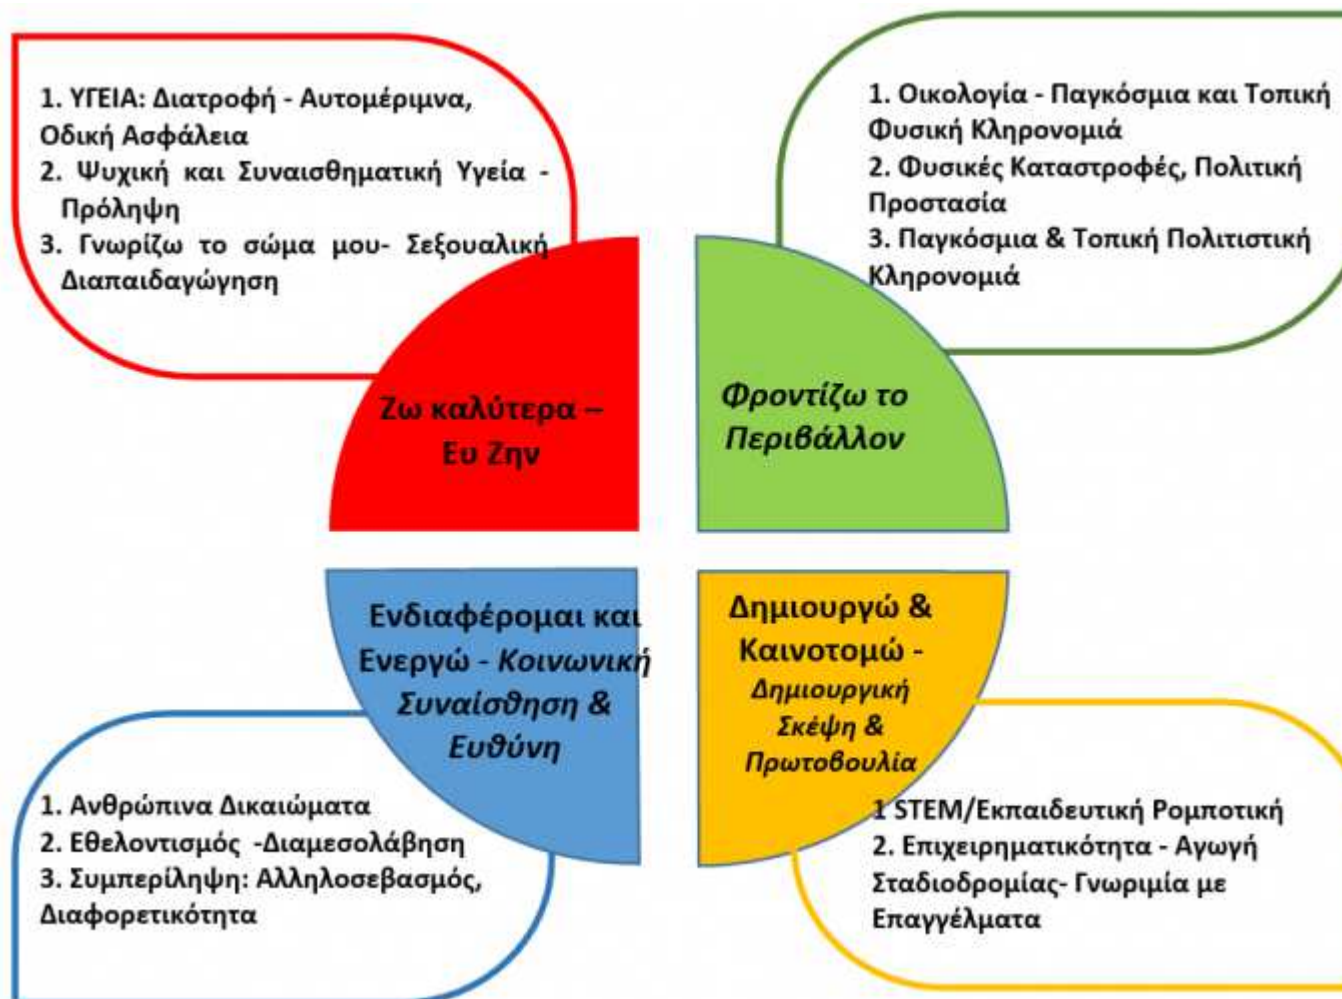 1. ΥΓΕΙΑ: Διατροφή - Αυτομέριμνα,
Οδική Ασφάλεια
2. Ψυχική και Συναισθηματική Υγεία -
Πρόληψη
3. Γνωρίζω το σώμα μου- Σεξουαλική
Διαπαιδαγώγηση
Ζω καλύτερα –
Ευ Ζην
1. Οικολογία - Παγκόσμια και Τοπική
Φυσική Κληρονομιά
2. Φυσικές Καταστροφές, Πολιτική
Προστασία
3. Παγκόσμια & Τοπική Πολιτιστική
Κληρονομιά
Φροντίζω το
Περιβάλλον
Ενδιαφέρομαι και
Ενεργώ - Κοινωνική
Συναίσθηση &
Ευθύνη
1. Ανθρώπινα Δικαιώματα
2. Εθελοντισμός -Διαμεσολάβηση
3. Συμπερίληψη: Αλληλοσεβασμός,
Διαφορετικότητα
Δημιουργώ &
Καινοτομώ -
Δημιουργική
Σκέψη &
Πρωτοβουλία
1 STEM/Εκπαιδευτική Ρομποτική
2. Επιχειρηματικότητα - Αγωγή
Σταδιοδρομίας- Γνωριμία με
Επαγγέλματα